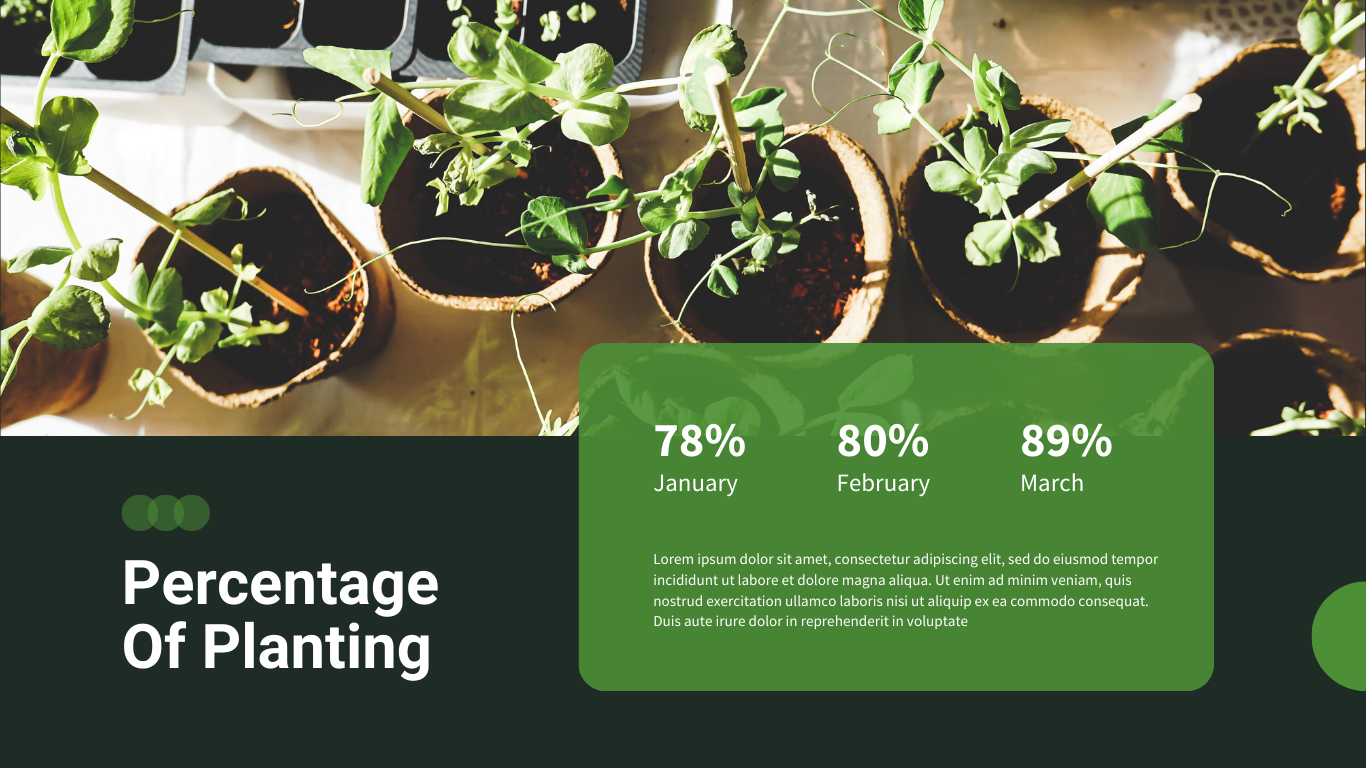 78%
80%
89%
January
February
March
Lorem ipsum dolor sit amet, consectetur adipiscing elit, sed do eiusmod tempor
incididunt ut labore et dolore magna aliqua. Ut enim ad minim veniam, quis
nostrud exercitation ullamco laboris nisi ut aliquip ex ea commodo consequat.
Duis aute irure dolor in reprehenderit in voluptate
Percentage
Of Planting